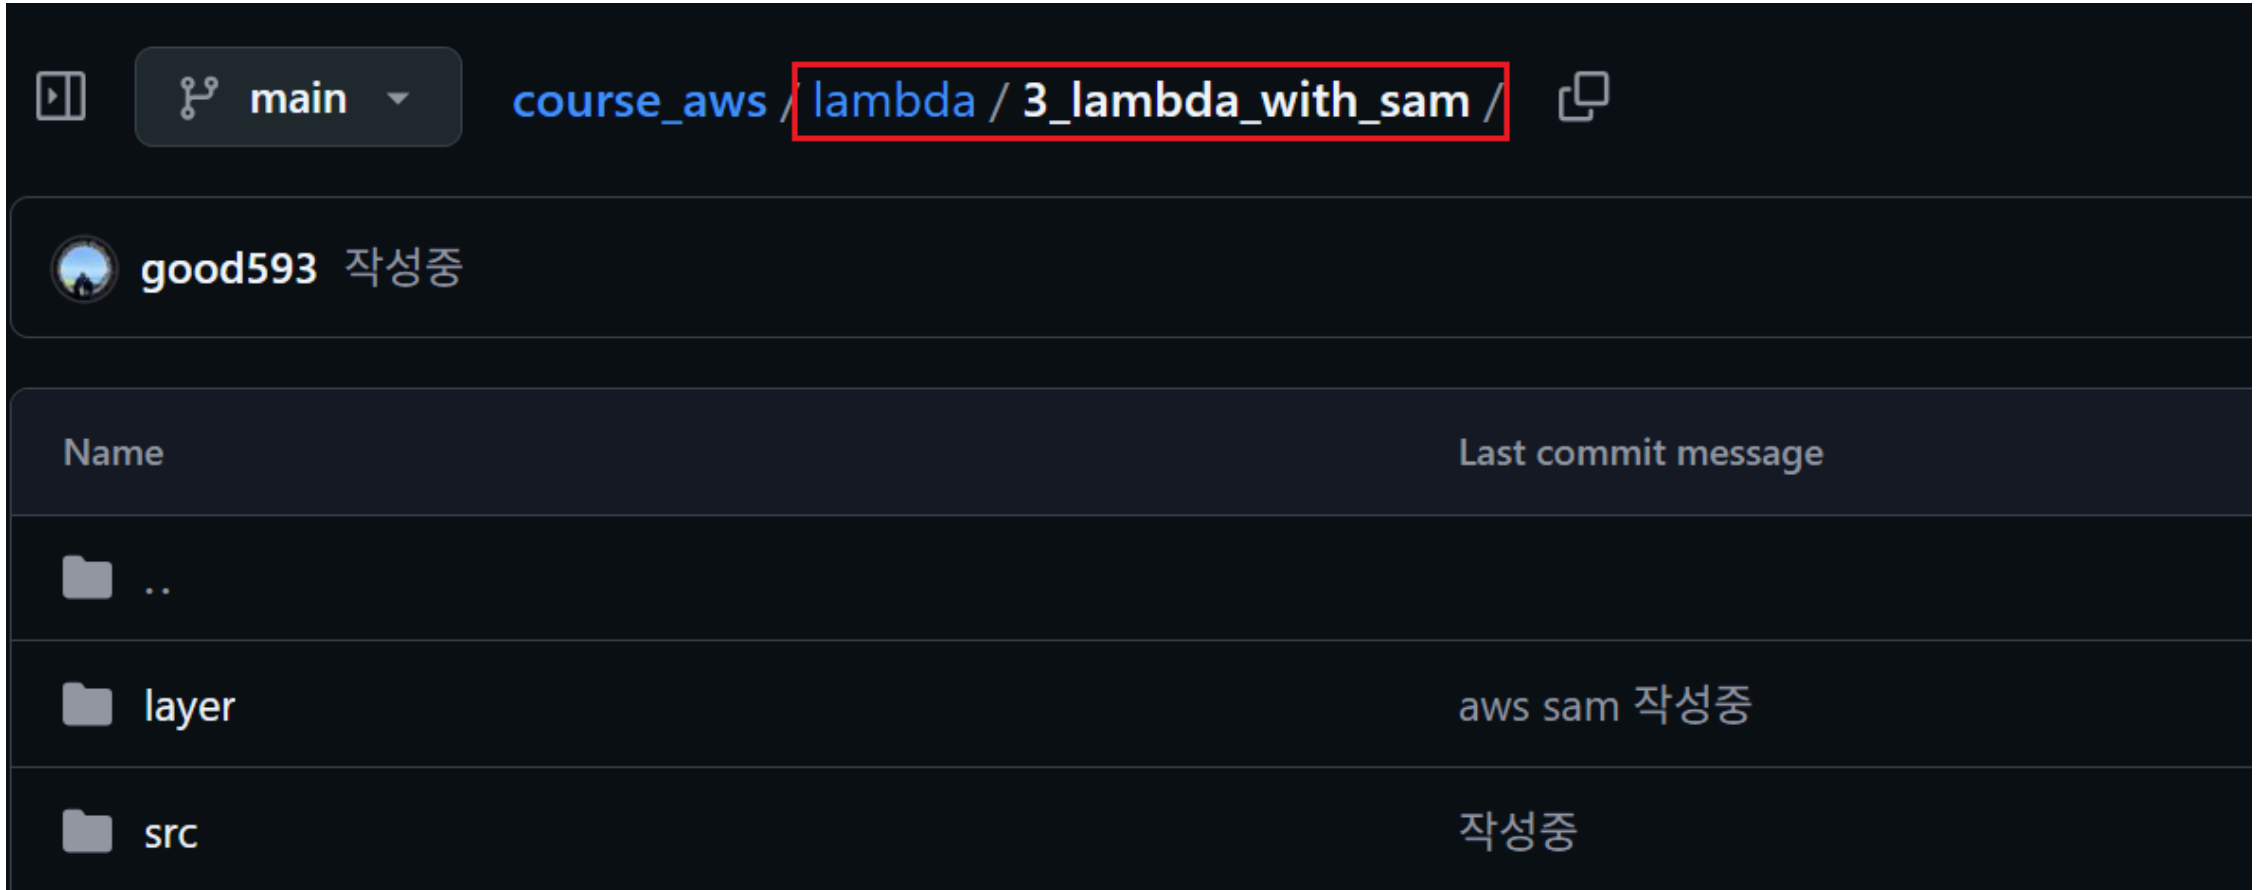 main course_aws / lambda / 3_lambda_with_sam /
good593 작성중
Name Last commit message
..
layer aws sam 작성중
src 작성중